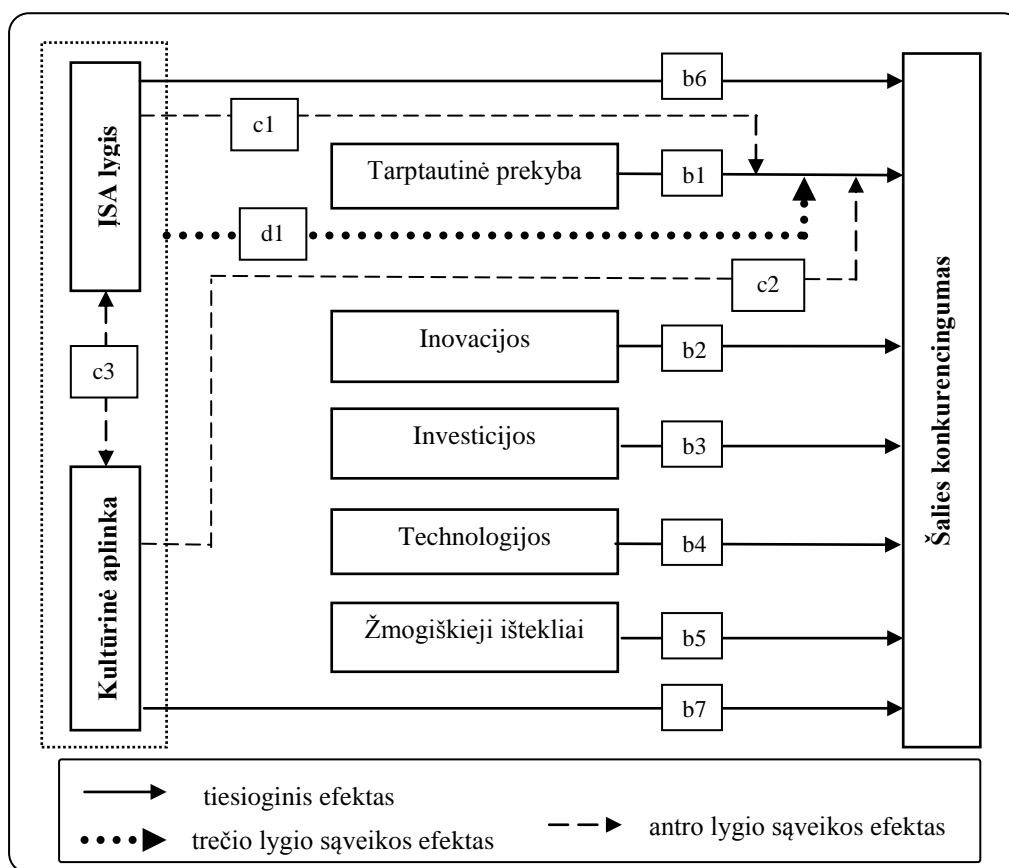 ĮSA lygis
b6
c1
Tarptautinė prekyba
b1
d1
c2
Inovacijos
b2
c3
Investicijos
b3
Kultūrinė aplinka
Technologijos
b4
Žmogiškieji ištekliai
b5
b7
Šalies konkurencingumas
tiesioginis efektas
trečio lygio sąveikos efektas
antro lygio sąveikos efektas